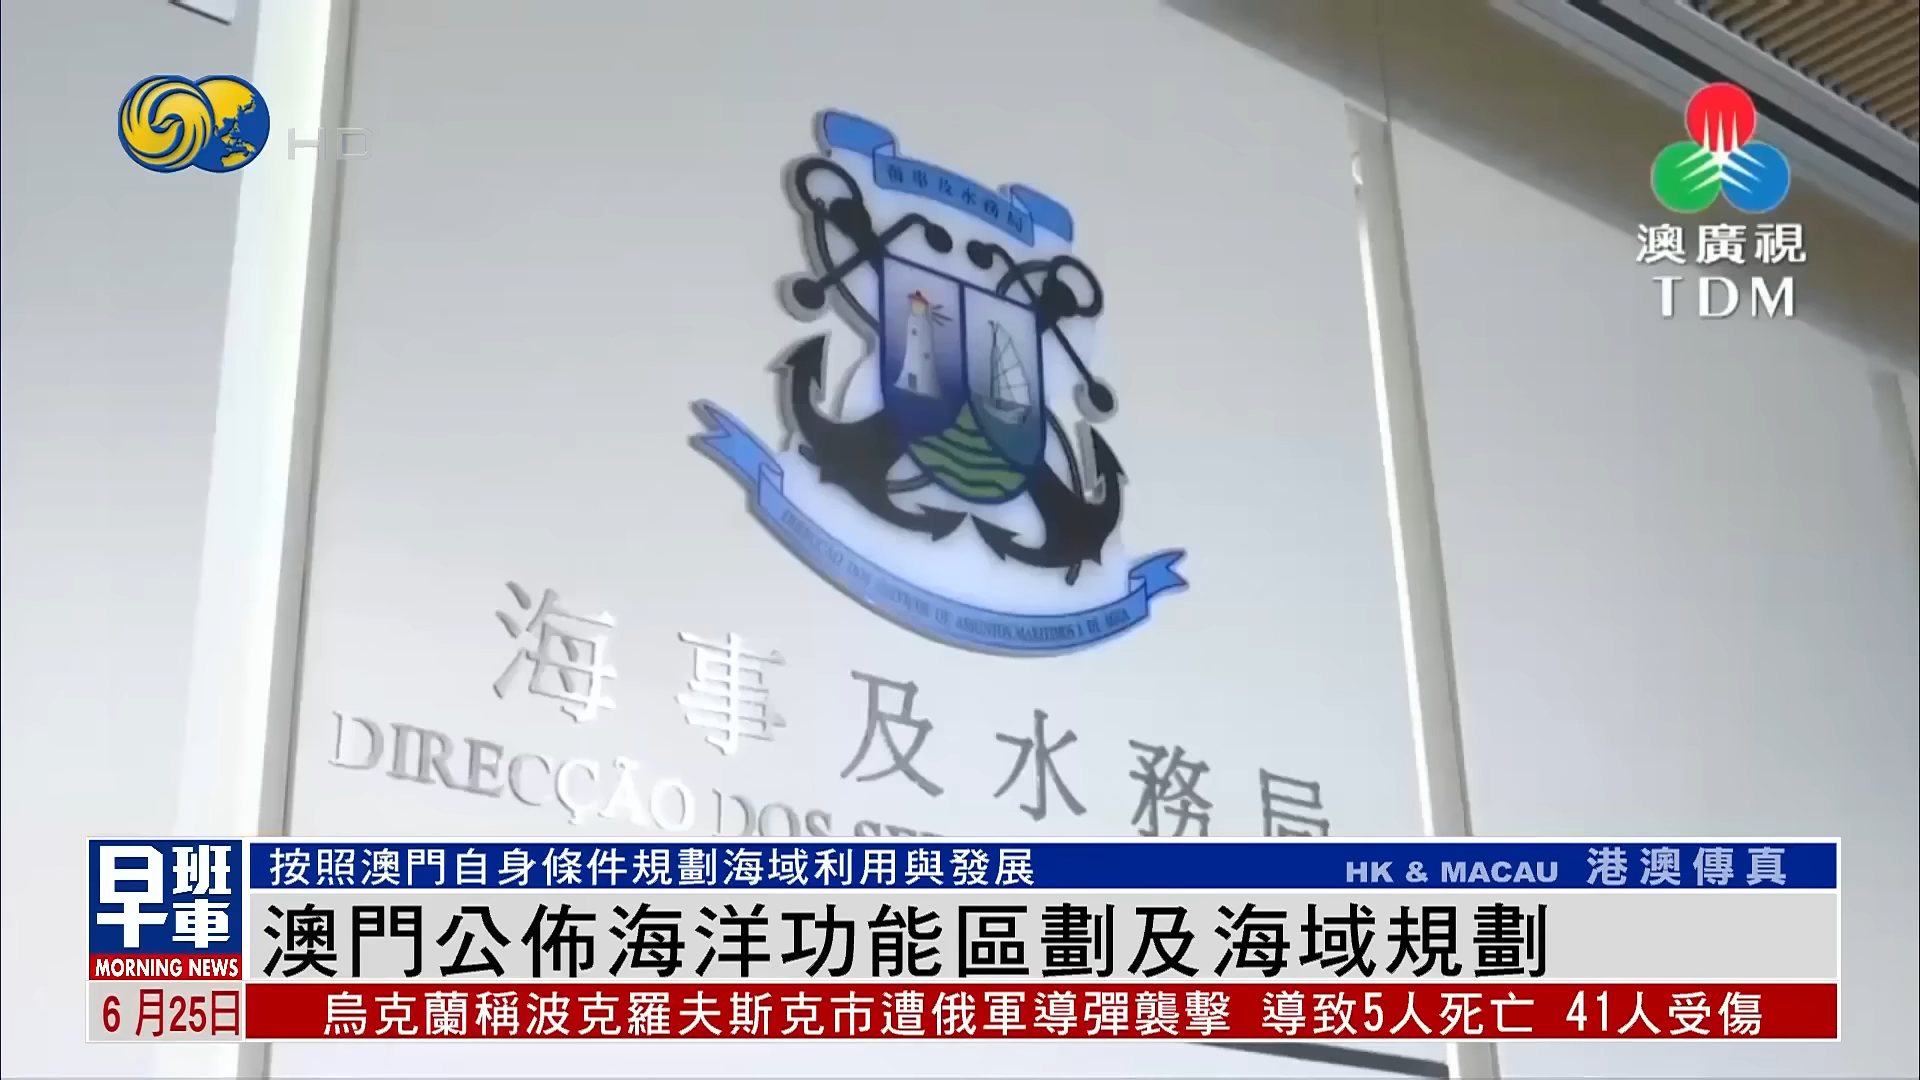 HD
澳廣視
TDM
海事及水務局
海事及水務局
DIRECÇÃO DOS
早班車
MORNING NEWS
按照澳門自身條件規劃海域利用與發展
HK & MACAU 港澳傳真
澳門公佈海洋功能區劃及海域規劃
6月25日
烏克蘭稱波克羅夫斯克市遭俄軍導彈襲擊 導致5人死亡 41人受傷